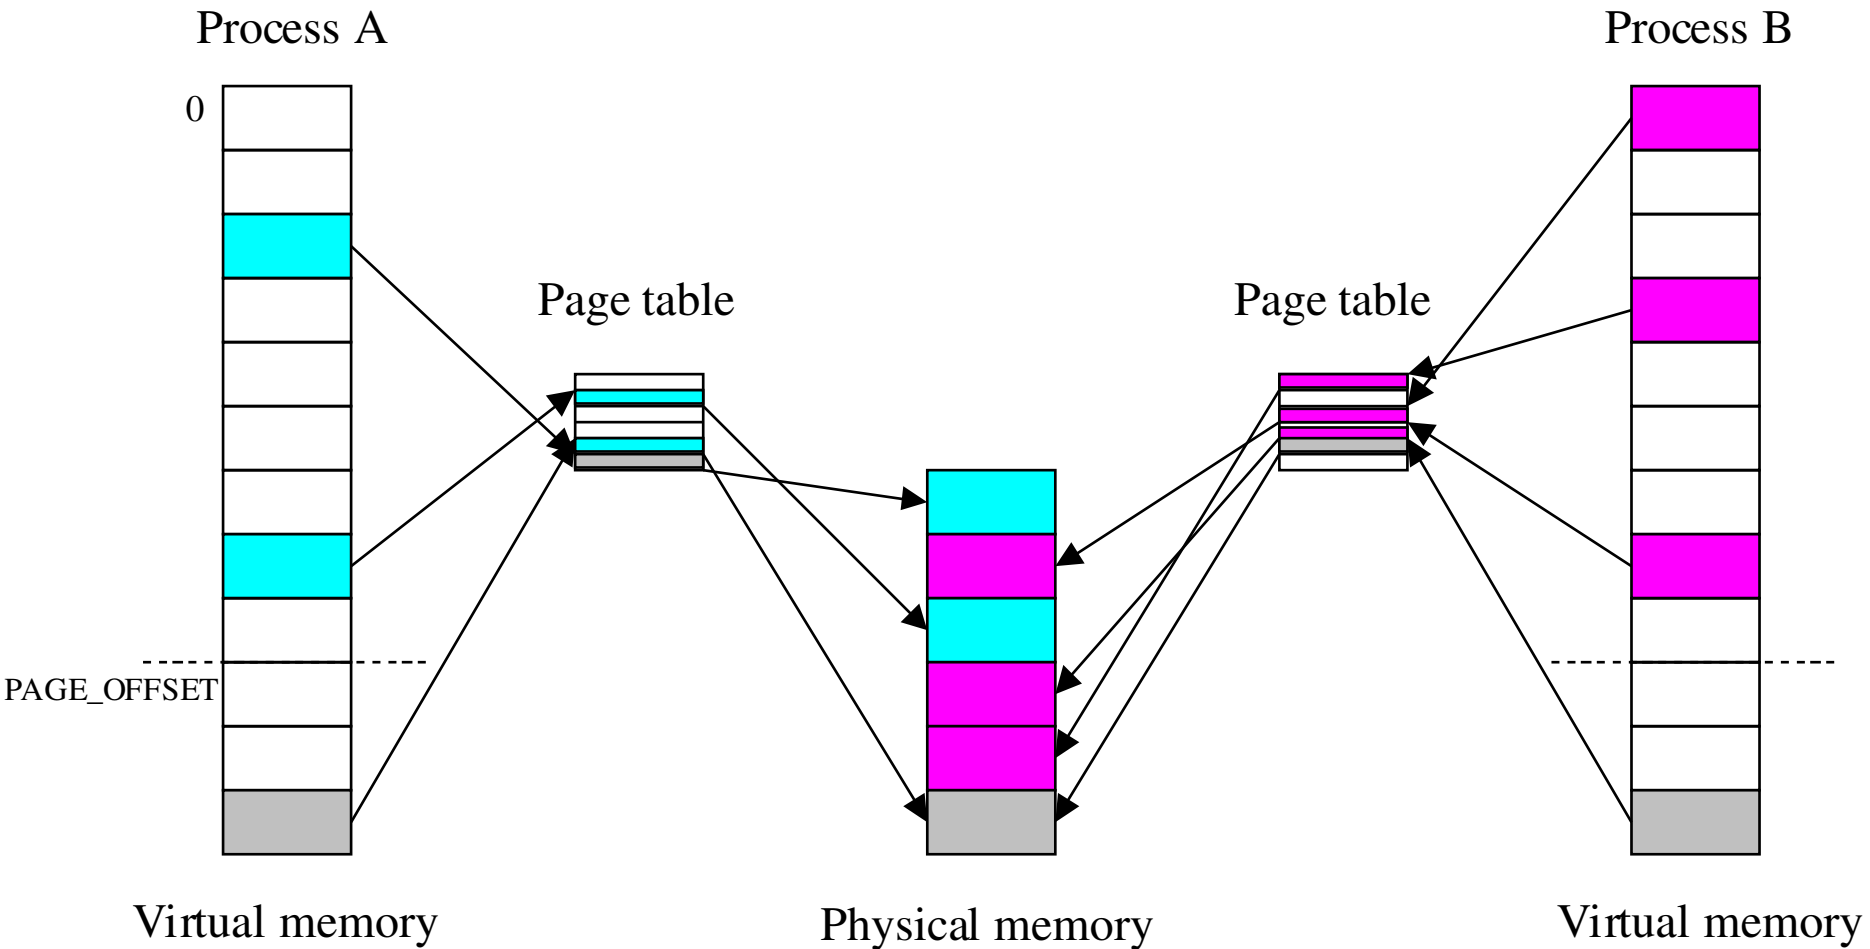 Process A
Process B
0
Page table
Page table
PAGE_OFFSET
Virtual memory
Physical memory
Virtual memory